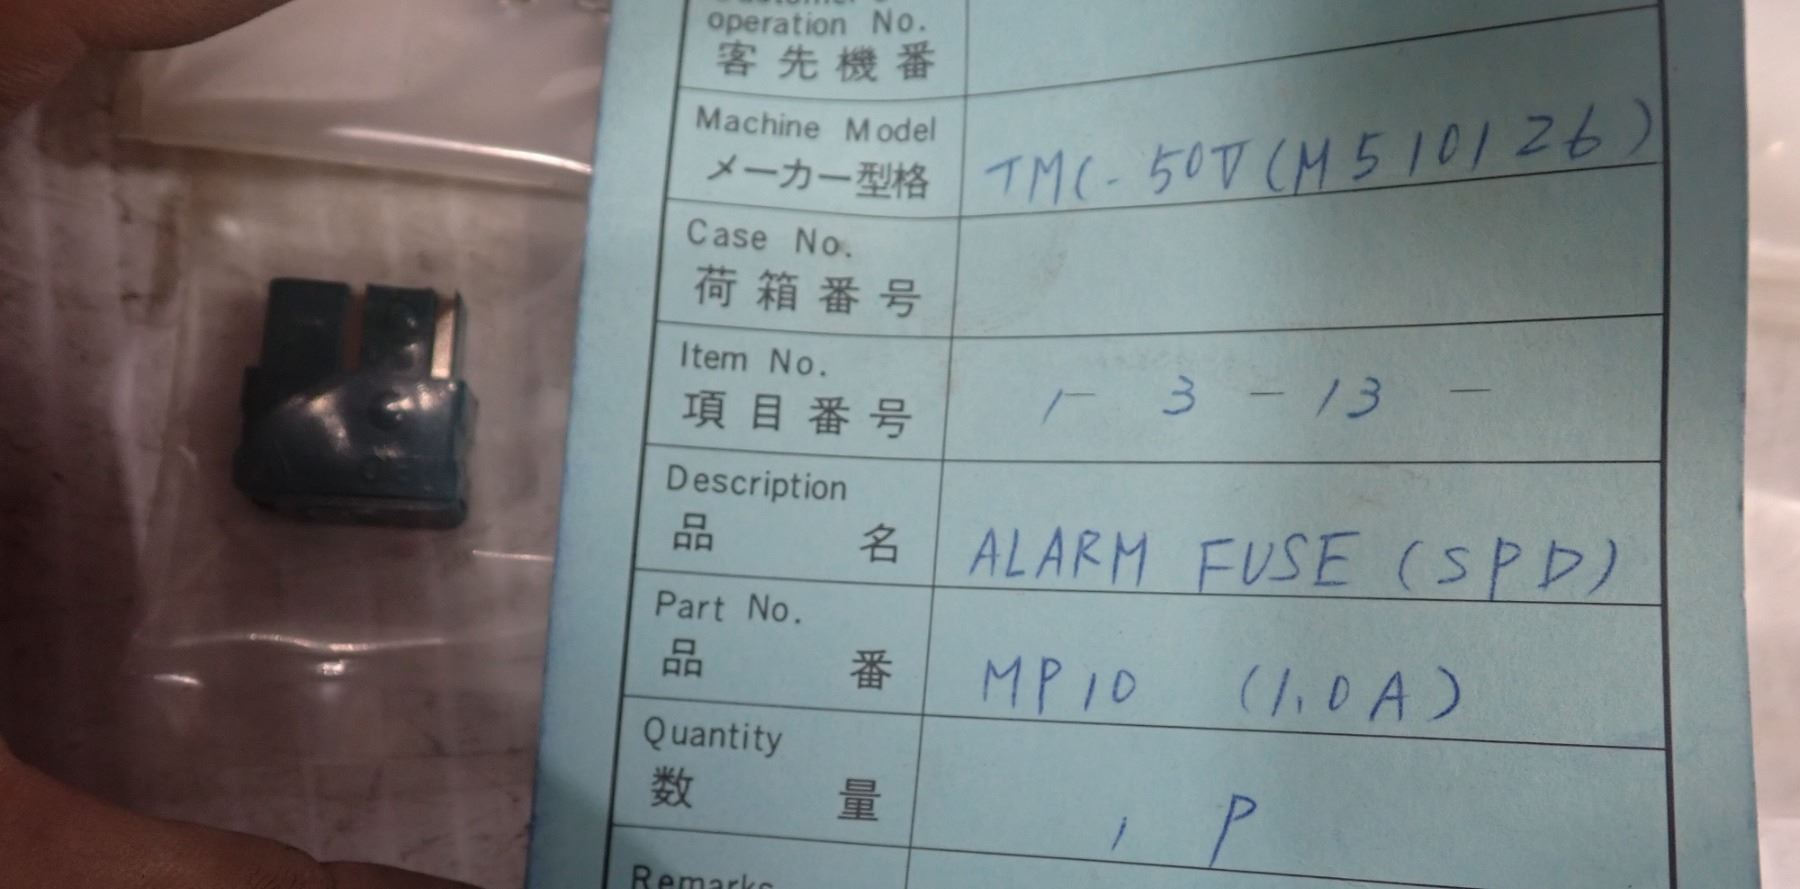 operation No.
客先機番
Machine Model
メーカー型格
TMC-50V(M510126)
Case No.
荷箱番号
Item No.
項目番号
1- 3 - 13 -
Description
品名
ALARM FUSE (SPD)
Part No.
品番
MP10 (1.0A)
Quantity
数量
1 P
Remarks